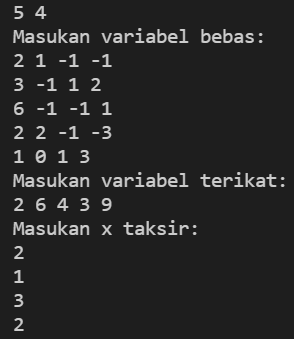 5 4
Masukan variabel bebas:
2 1 -1 -1
3 -1 1 2
6 -1 -1 1
2 2 -1 -3
1 0 1 3
Masukan variabel terikat:
2 6 4 3 9
Masukan x taksir:
2
1
3
2